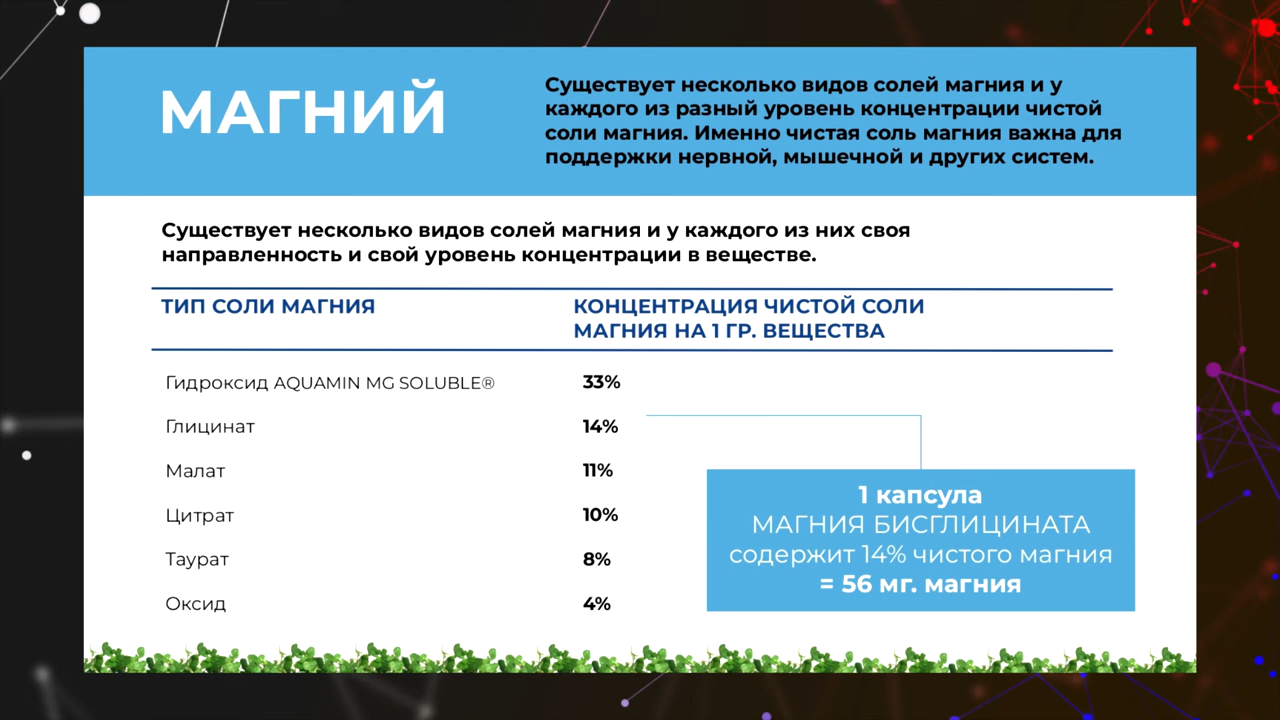 МАГНИЙ
Существует несколько видов солей магния и у
каждого из разный уровень концентрации чистой
соли магния. Именно чистая соль магния важна для
поддержки нервной, мышечной и других систем.
Существует несколько видов солей магния и у каждого из них своя
направленность и свой уровень концентрации в веществе.
ТИП СОЛИ МАГНИЯ
КОНЦЕНТРАЦИЯ ЧИСТОЙ СОЛИ
МАГНИЯ НА 1 ГР. ВЕЩЕСТВА
Гидроксид AQUAMIN MG SOLUBLE® 33%
Глицинат 14%
Малат 11%
Цитрат 10%
Таурат 8%
Оксид 4%
1 капсула
МАГНИЯ БИСГЛИЦИНАТА
содержит 14% чистого магния
= 56 мг. магния